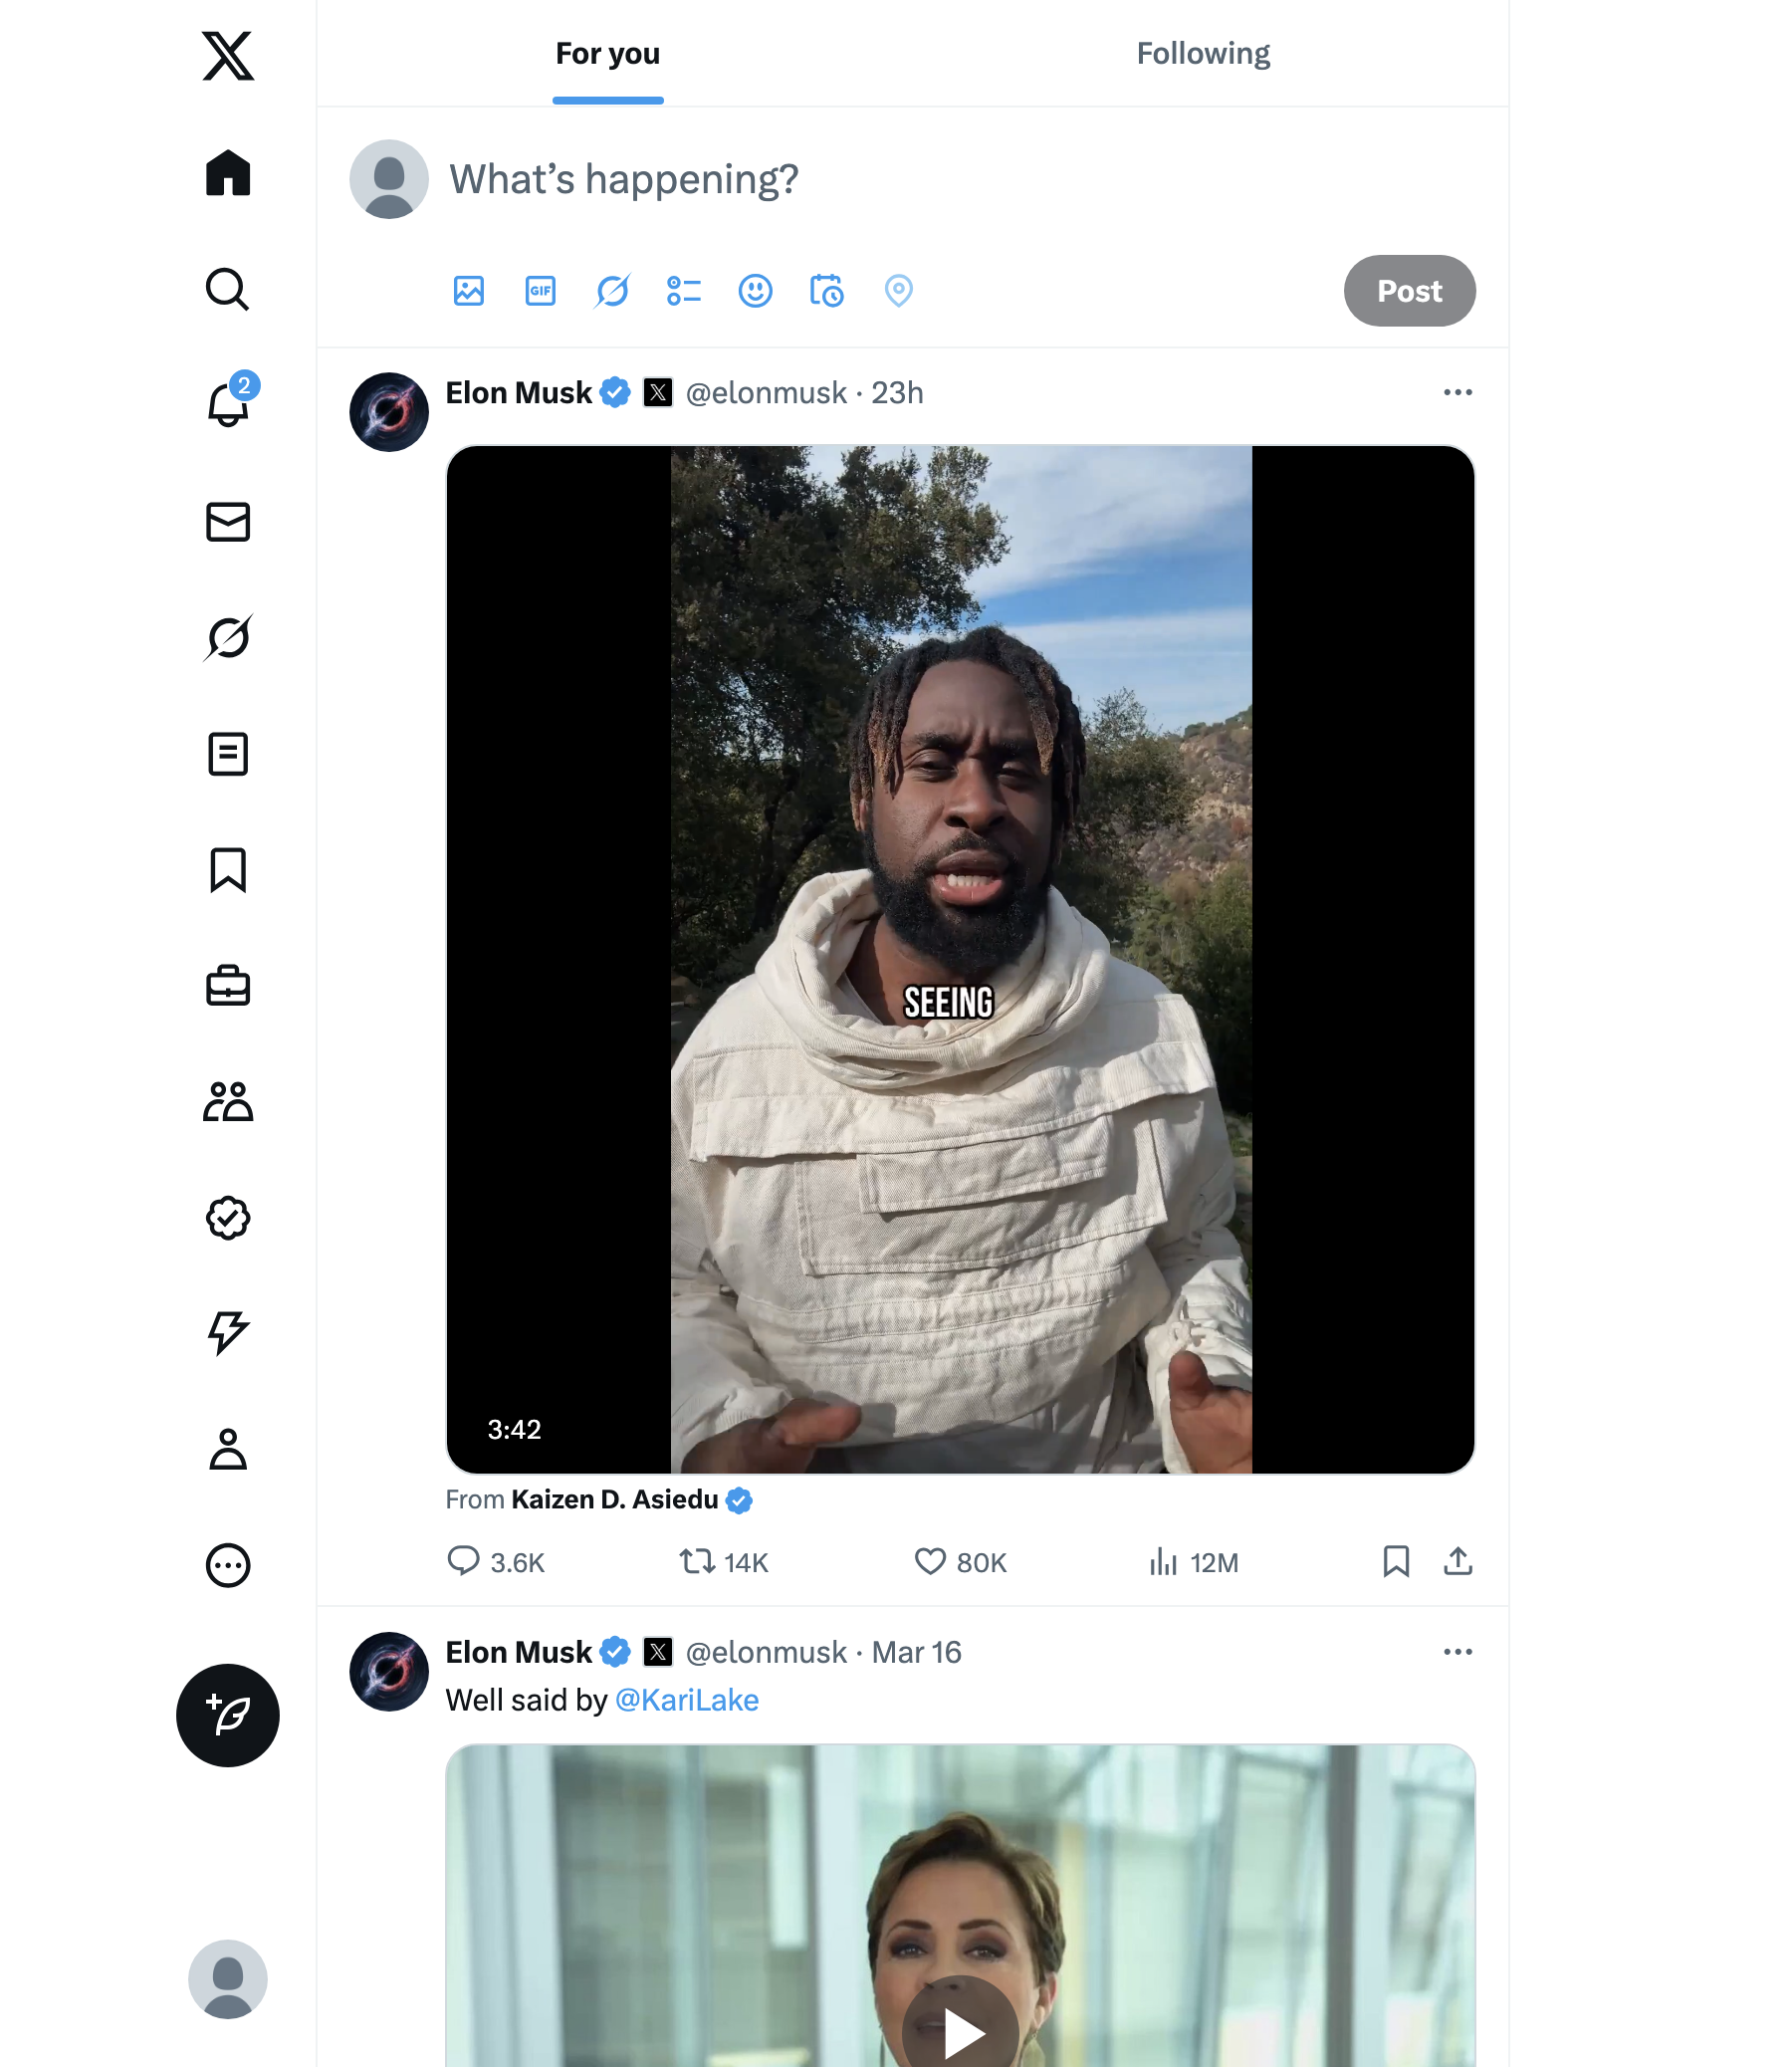 For you
Following
What’s happening?
GIF
Post
2
Elon Musk @elonmusk · 23h
SEEING
3:42
From Kaizen D. Asiedu
3.6K
14K
80K
12M
Elon Musk @elonmusk · Mar 16
Well said by @KariLake